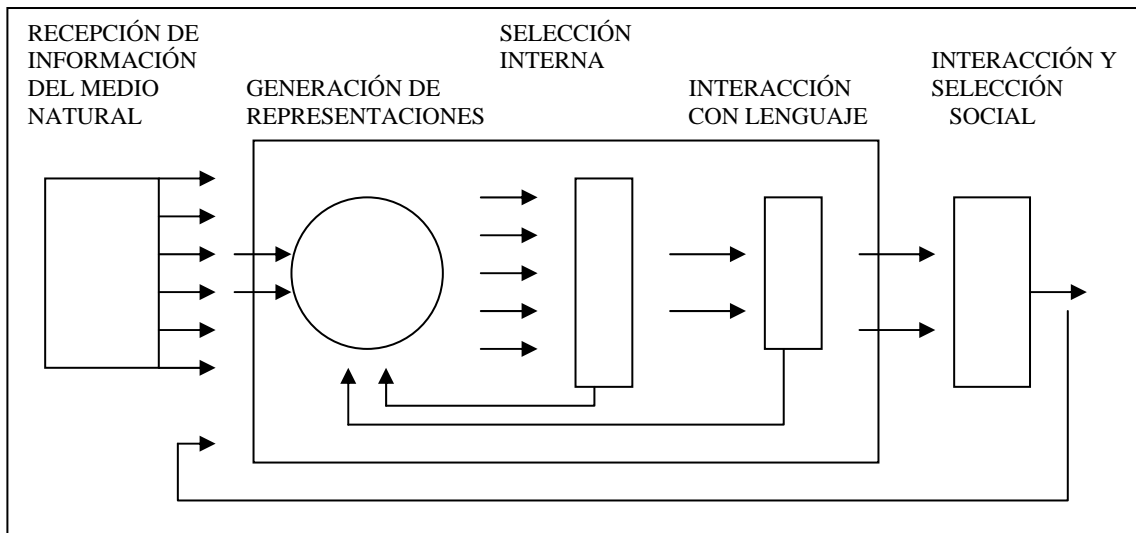 RECEPCIÓN DE
INFORMACIÓN
DEL MEDIO
NATURAL
GENERACIÓN DE
REPRESENTACIONES
SELECCIÓN
INTERNA
INTERACCIÓN
CON LENGUAJE
INTERACCIÓN Y
SELECCIÓN
SOCIAL